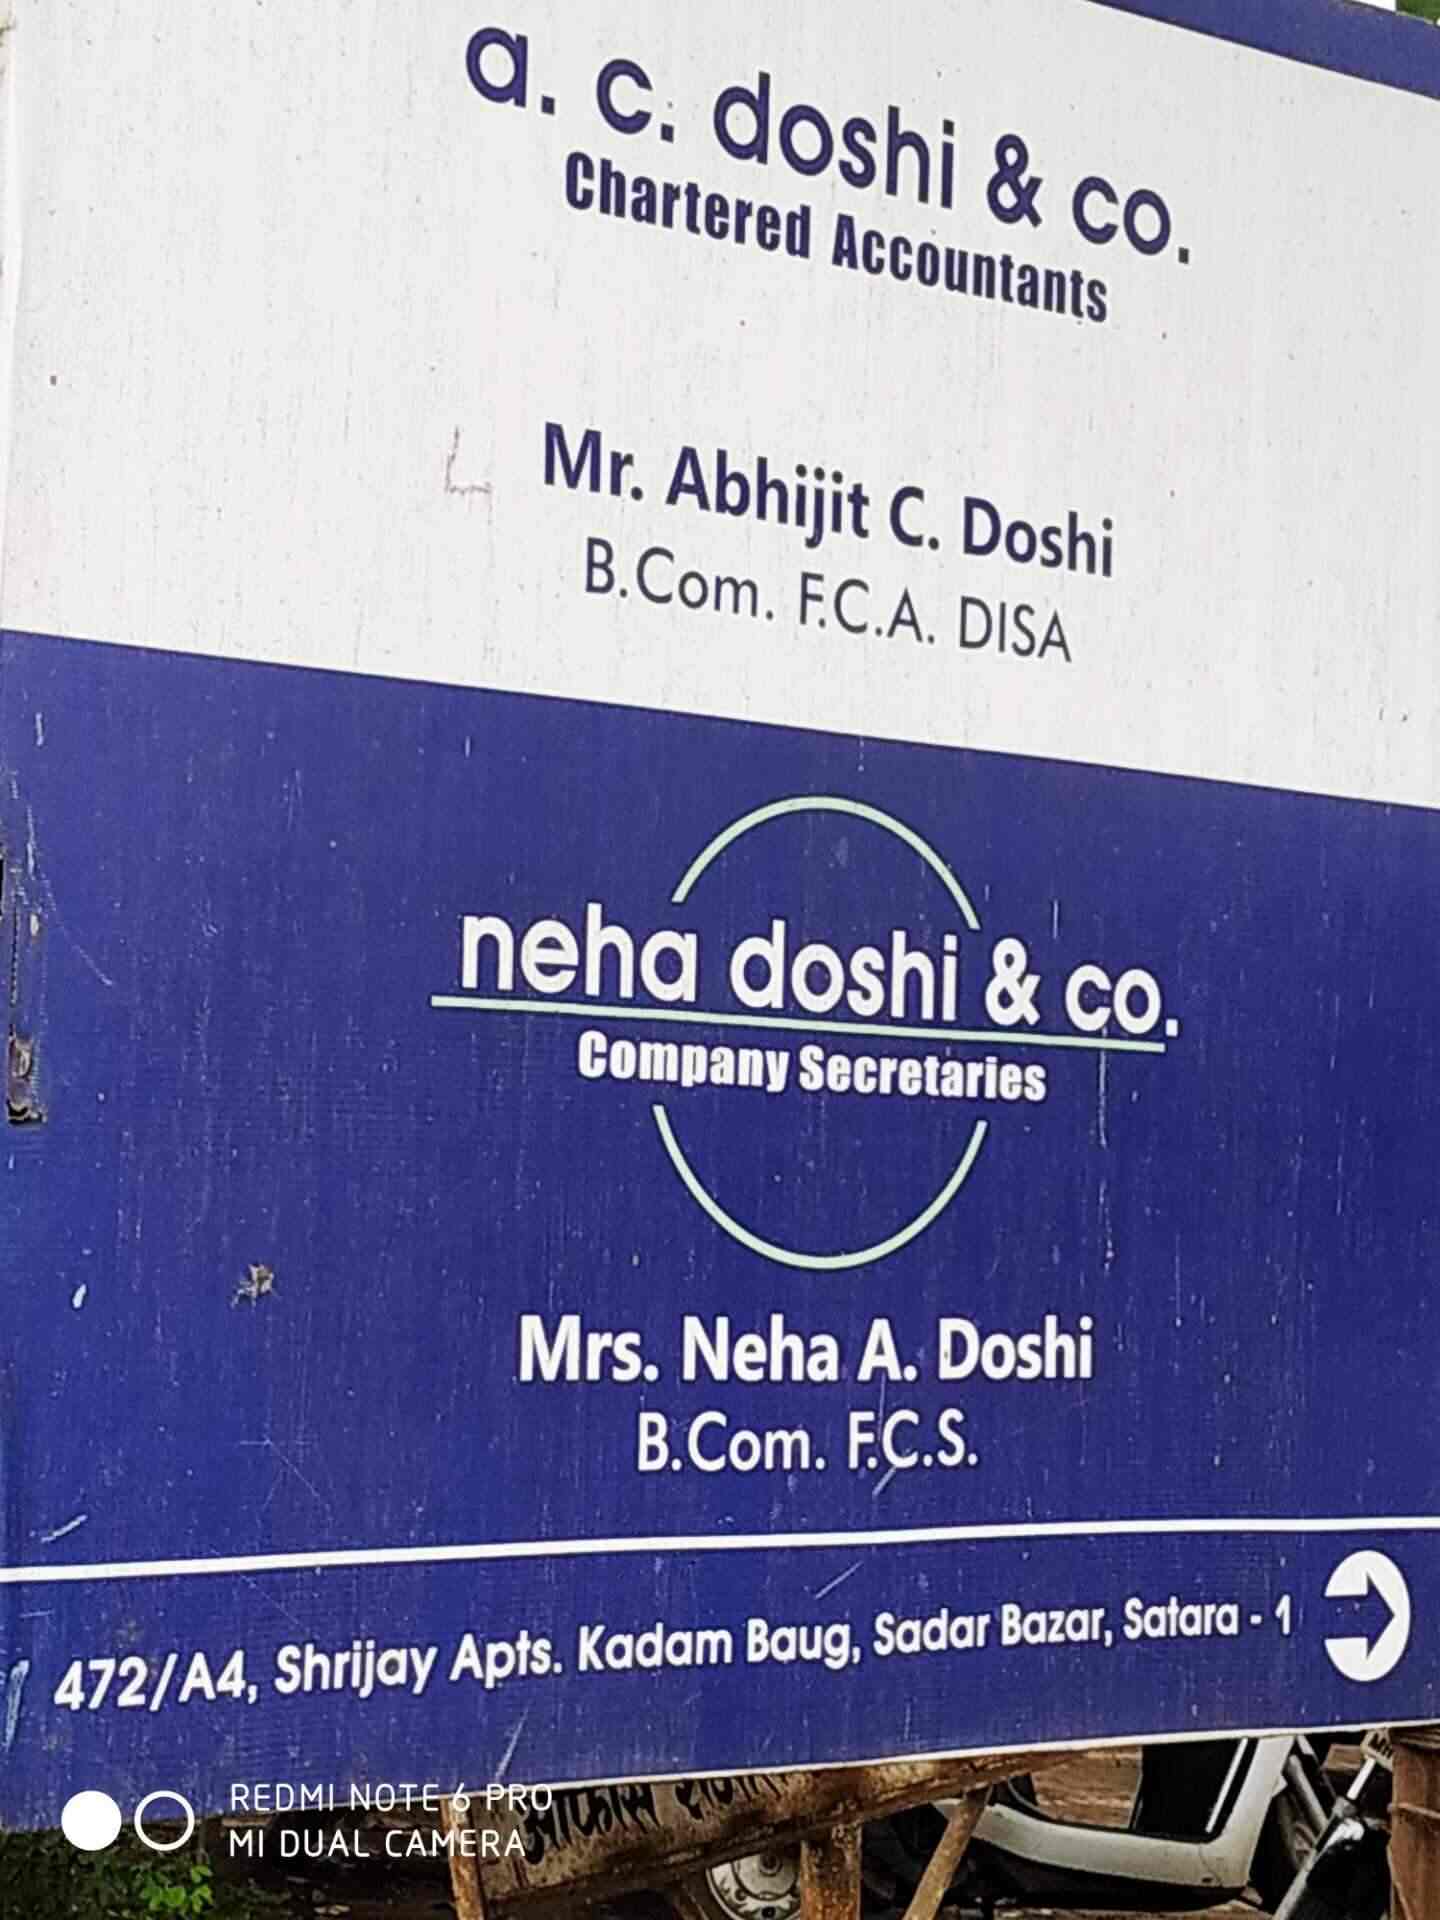 a. c. doshi & co.
Chartered Accountants
Mr. Abhijit C. Doshi
B.Com. F.C.A. DISA
neha doshi & co.
Company Secretaries
Mrs. Neha A. Doshi
B.Com. F.C.S.
472/A4, Shrijay Apts. Kadam Baug, Sadar Bazar, Satara - 1
REDMI NOTE 6 PRO
MI DUAL CAMERA